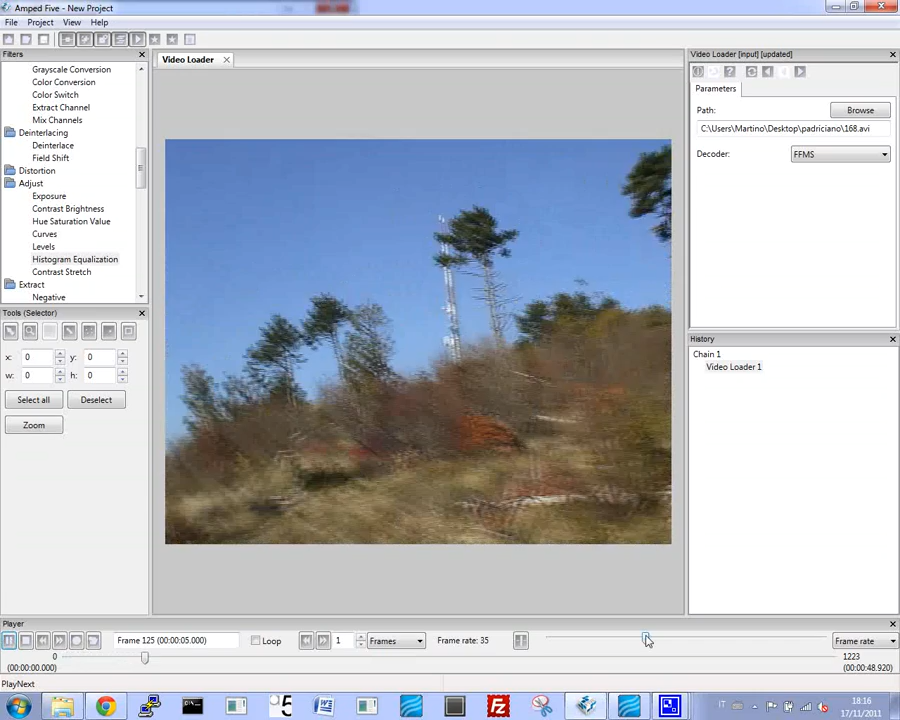 Amped Five - New Project
File Project View Help
Filters
Grayscale Conversion
Color Conversion
Color Switch
Extract Channel
Mix Channels
Deinterlacing
Deinterlace
Field Shift
Distortion
Adjust
Exposure
Contrast Brightness
Hue Saturation Value
Curves
Levels
Histogram Equalization
Contrast Stretch
Extract
Negative
Tools (Selector)
x: 0 y: 0
w: 0 h: 0
Select all Deselect
Zoom
Video Loader
Video Loader [input] [updated]
Parameters
Path: Browse
C:\Users\Martino\Desktop\padriciano\168.avi
Decoder: FFMS
History
Chain 1
Video Loader 1
Player
Frame 125 (00:00:05.000) Loop 1 Frames Frame rate: 35 Frame rate
0 1223
(00:00:00.000) (00:00:48.920)
PlayNext
IT 18:16
17/11/2011